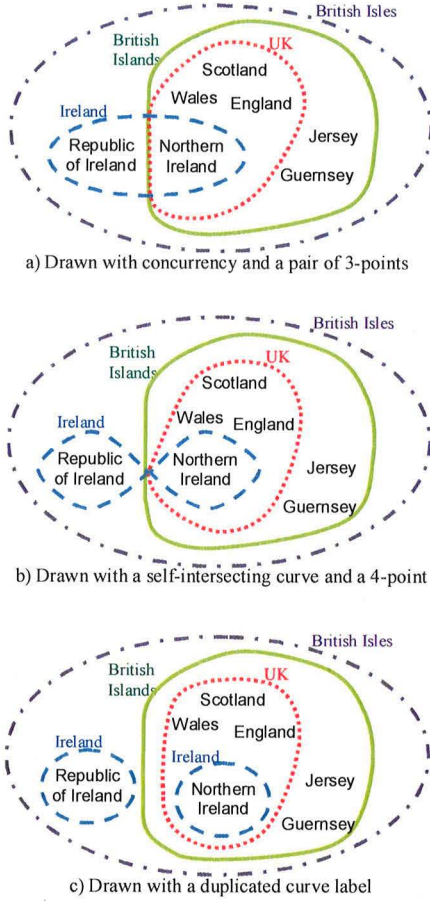 British Isles
British
Islands
UK
Scotland
Wales
England
Ireland
Republic
of Ireland
Northern
Ireland
Jersey
Guernsey
a) Drawn with concurrency and a pair of 3-points
British Isles
British
Islands
UK
Scotland
Wales
England
Ireland
Republic
of Ireland
Northern
Ireland
Jersey
Guernsey
b) Drawn with a self-intersecting curve and a 4-point
British Isles
British
Islands
UK
Scotland
Wales
England
Ireland
Ireland
Republic
of Ireland
Northern
Ireland
Jersey
Guernsey
c) Drawn with a duplicated curve label